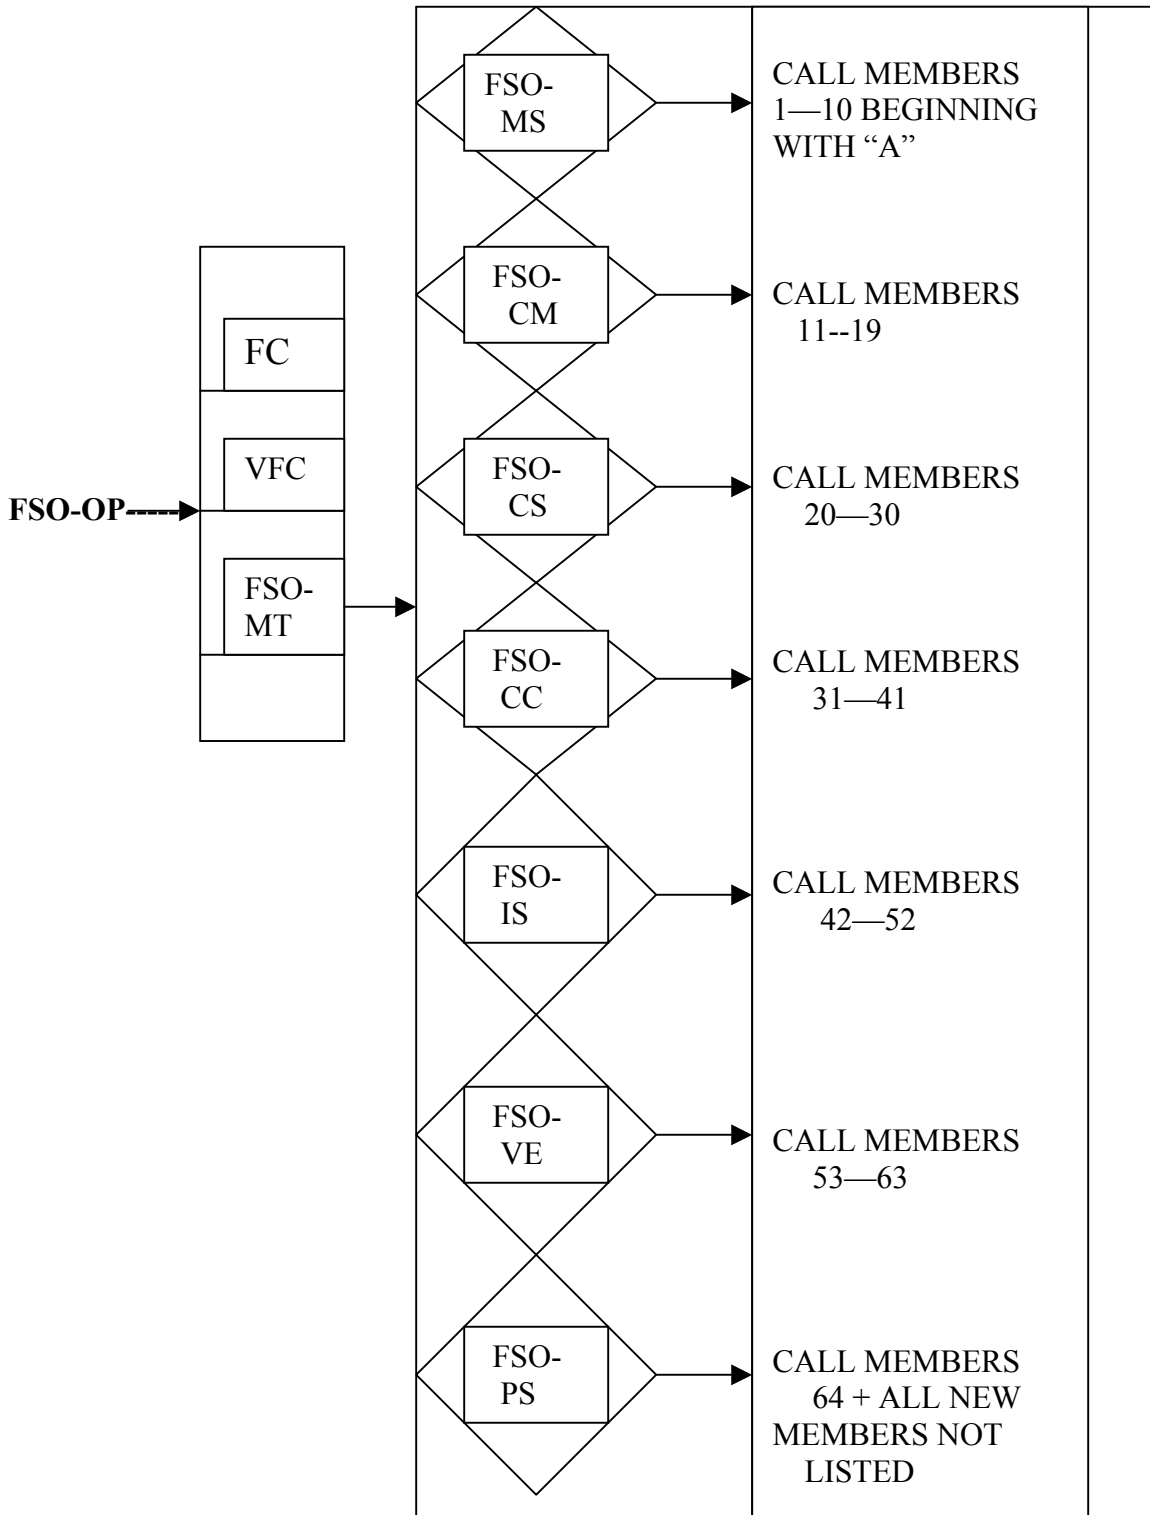 FSO-OP-----
FC
VFC
FSO-
MT
FSO-
MS
CALL MEMBERS
1—10 BEGINNING
WITH “A”
FSO-
CM
CALL MEMBERS
11--19
FSO-
CS
CALL MEMBERS
20—30
FSO-
CC
CALL MEMBERS
31—41
FSO-
IS
CALL MEMBERS
42—52
FSO-
VE
CALL MEMBERS
53—63
FSO-
PS
CALL MEMBERS
64 + ALL NEW
MEMBERS NOT
LISTED